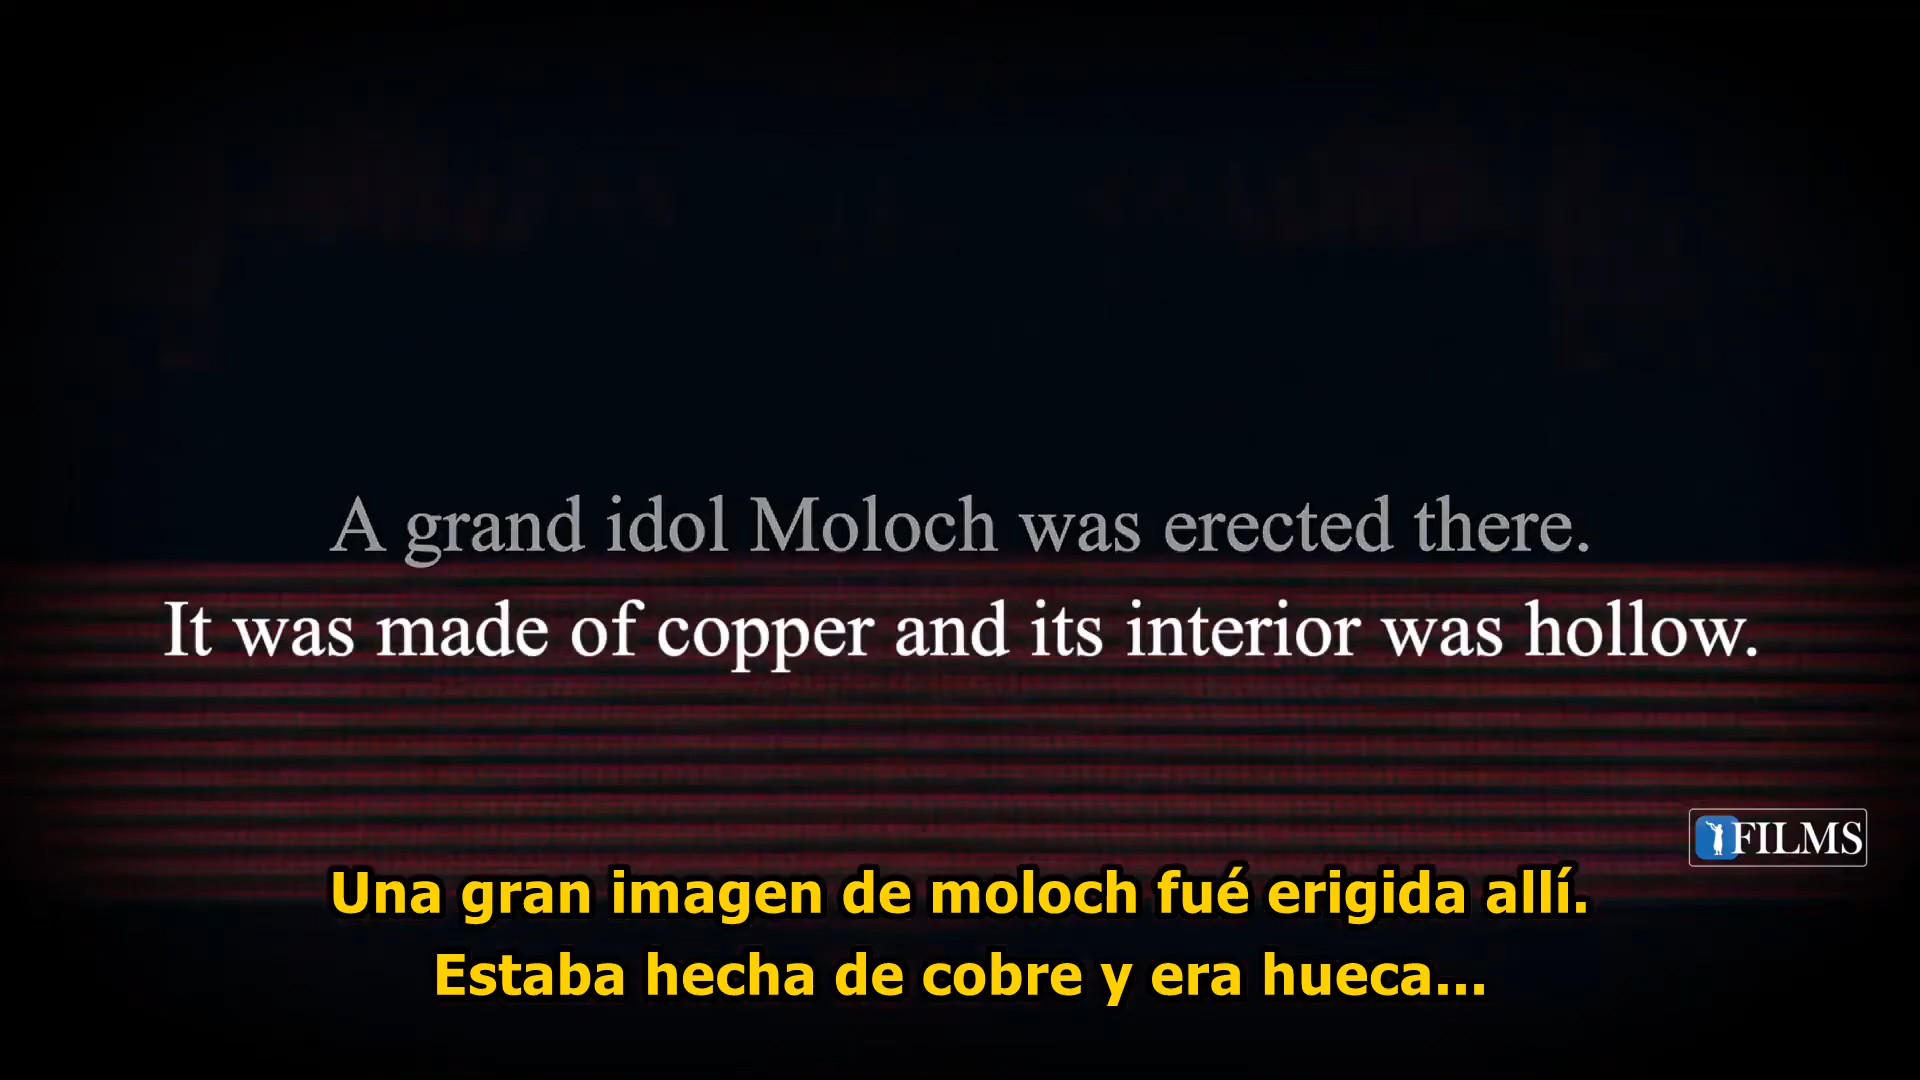 A grand idol Moloch was erected there.
It was made of copper and its interior was hollow.
FILMS
Una gran imagen de moloch fué erigida allí.
Estaba hecha de cobre y era hueca...